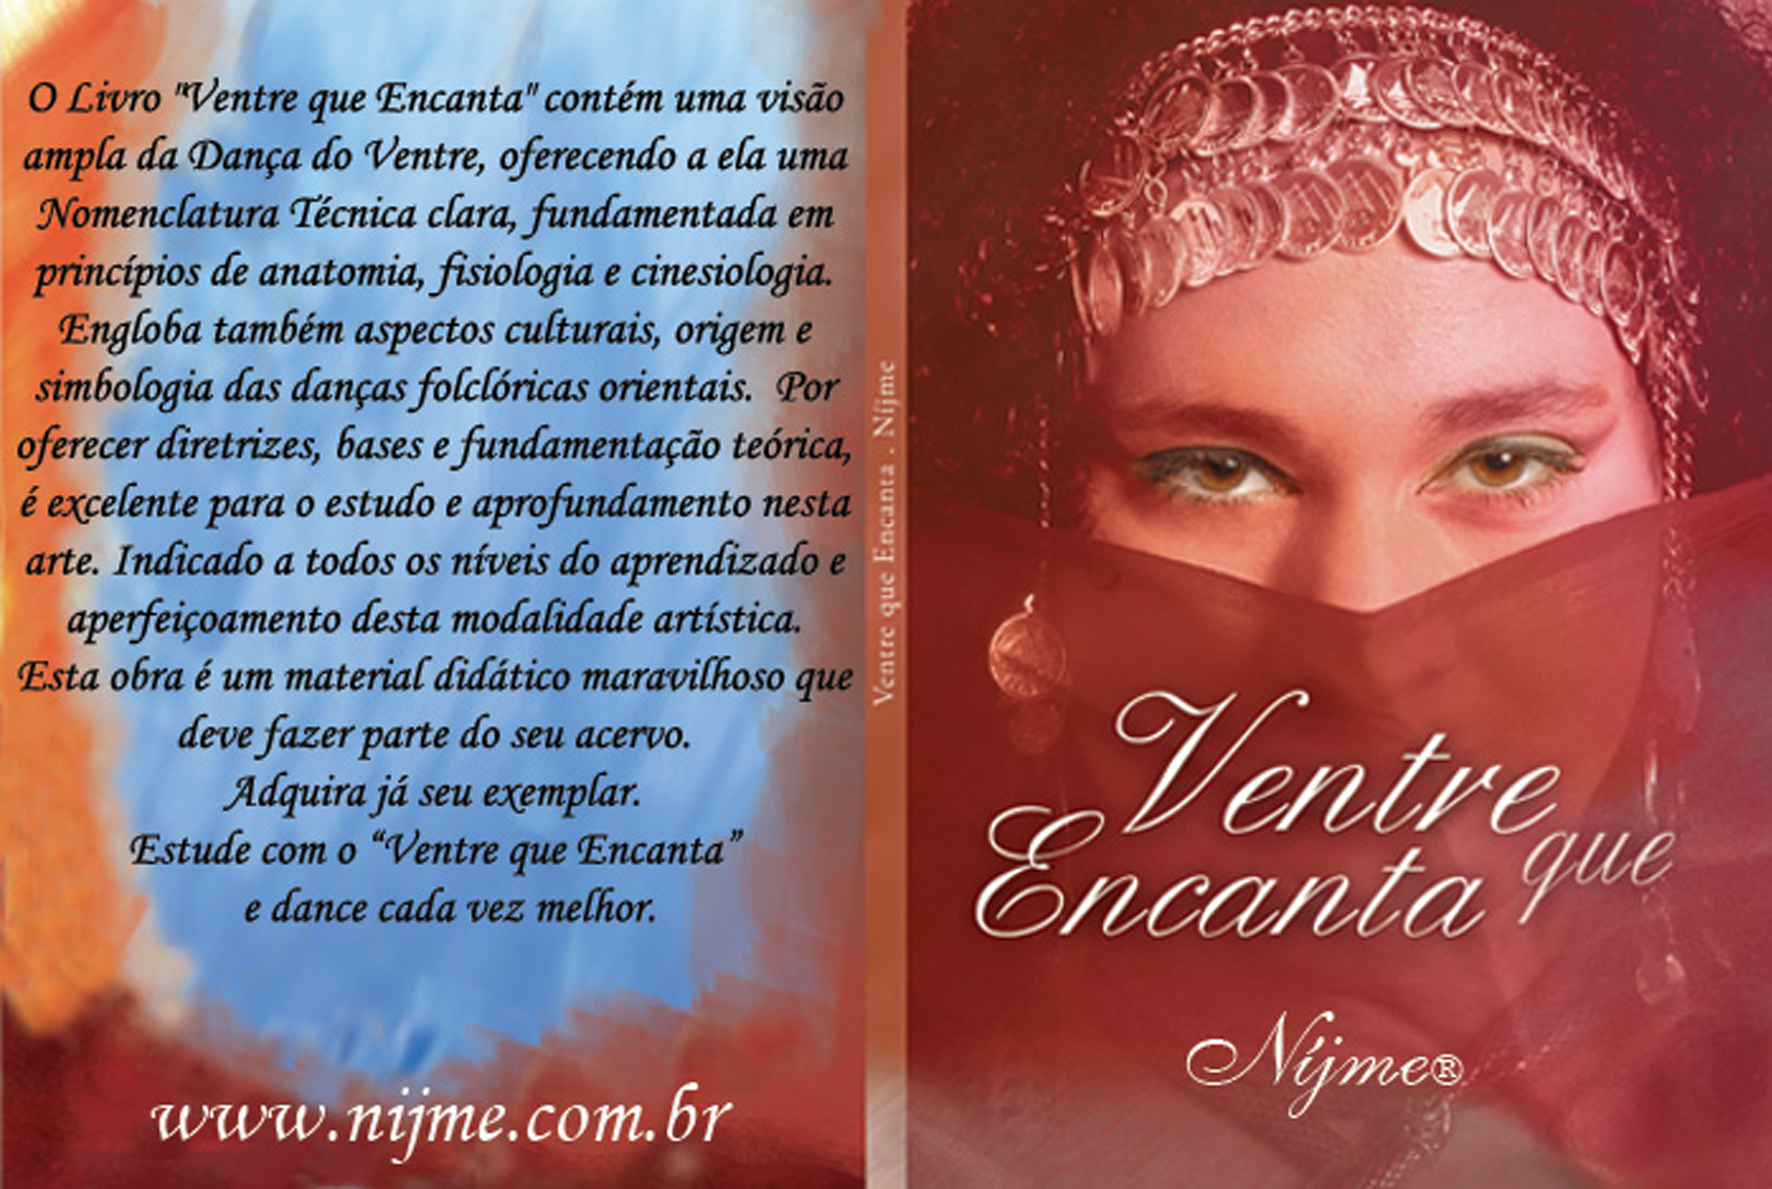 O Livro "Ventre que Encanta" contém uma visão
ampla da Dança do Ventre, oferecendo a ela uma
Nomenclatura Técnica clara, fundamentada em
princípios de anatomia, fisiologia e cinesiologia.
Engloba também aspectos culturais, origem e
simbologia das danças folclóricas orientais.  Por
oferecer diretrizes, bases e fundamentação teórica,
é excelente para o estudo e aprofundamento nesta
arte. Indicado a todos os níveis do aprendizado e
aperfeiçoamento desta modalidade artística.
Esta obra é um material didático maravilhoso que
deve fazer parte do seu acervo.
Adquira já seu exemplar.
Estude com o “Ventre que Encanta”
e dance cada vez melhor.
www.nijme.com.br
Ventre que Encanta . Níjme
Ventre
que
Encanta
Níjme®